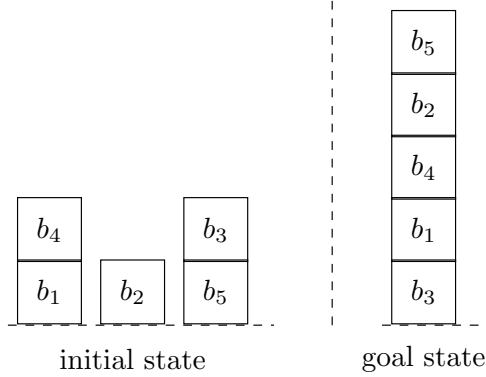 b₅
b₂
b₄ b₃ b₄
b₁ b₂ b₅ b₁
b₃
initial state
goal state